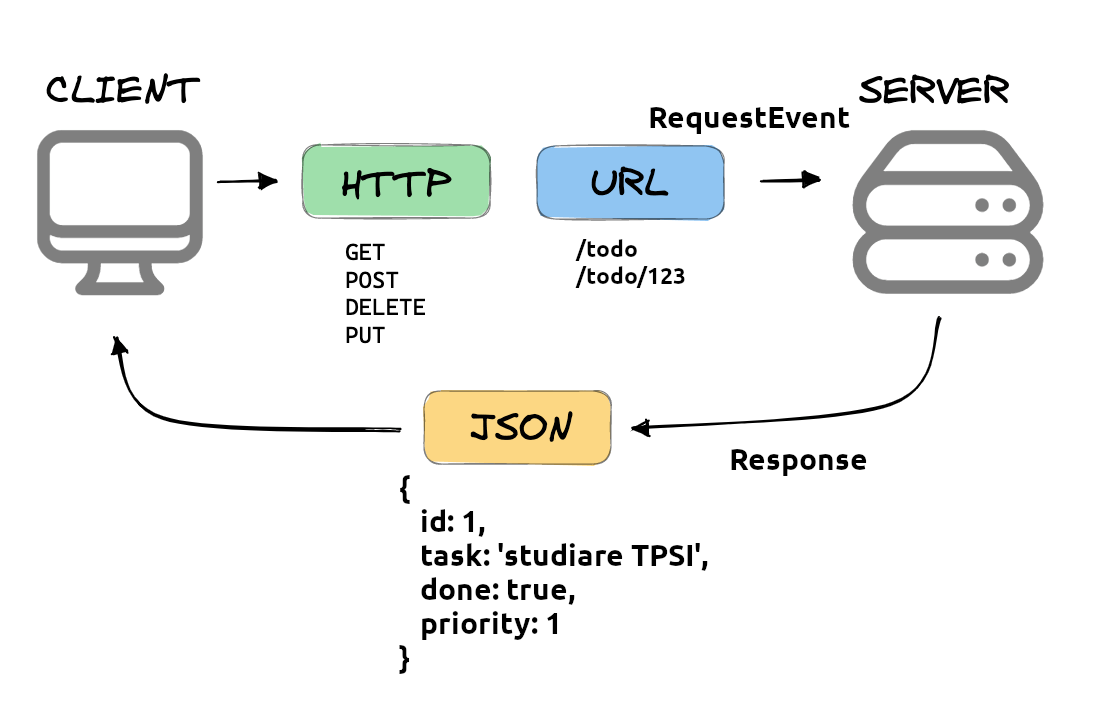 CLIENT
SERVER
RequestEvent
HTTP
URL
GET
POST
DELETE
PUT
/todo
/todo/123
JSON
Response
{
id: 1,
task: 'studiare TPSI',
done: true,
priority: 1
}